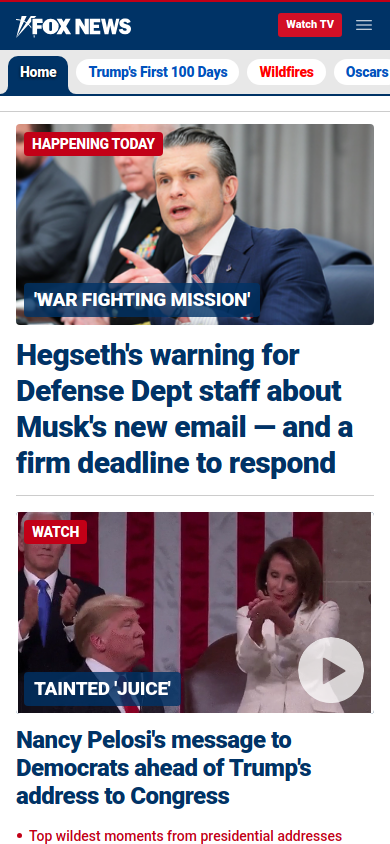 FOX NEWS
Watch TV
Home
Trump's First 100 Days
Wildfires
Oscars
HAPPENING TODAY
'WAR FIGHTING MISSION'
Hegseth's warning for
Defense Dept staff about
Musk's new email — and a
firm deadline to respond
WATCH
TAINTED 'JUICE'
Nancy Pelosi's message to
Democrats ahead of Trump's
address to Congress
• Top wildest moments from presidential addresses